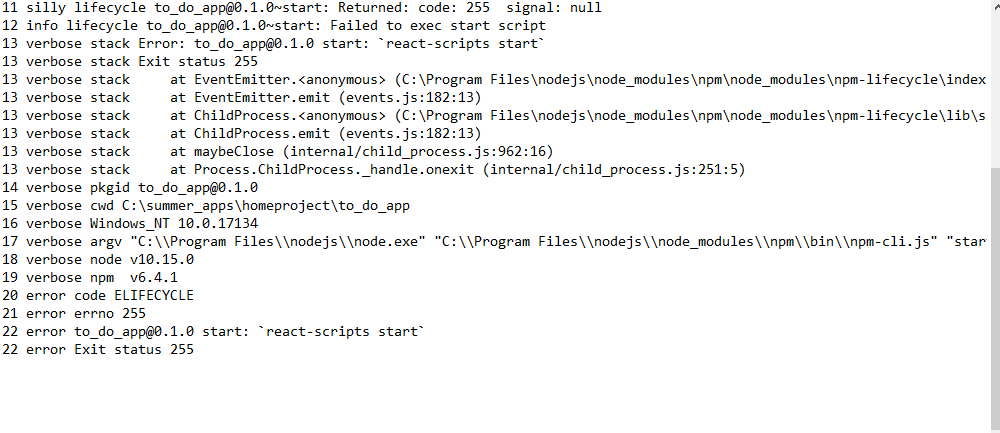 11 silly lifecycle to_do_app@0.1.0~start: Returned: code: 255  signal: null
12 info lifecycle to_do_app@0.1.0~start: Failed to exec start script
13 verbose stack Error: to_do_app@0.1.0 start: `react-scripts start`
13 verbose stack Exit status 255
13 verbose stack     at EventEmitter.<anonymous> (C:\Program Files\nodejs\node_modules\npm\node_modules\npm-lifecycle\index
13 verbose stack     at EventEmitter.emit (events.js:182:13)
13 verbose stack     at ChildProcess.<anonymous> (C:\Program Files\nodejs\node_modules\npm\node_modules\npm-lifecycle\lib\s
13 verbose stack     at ChildProcess.emit (events.js:182:13)
13 verbose stack     at maybeClose (internal/child_process.js:962:16)
13 verbose stack     at Process.ChildProcess._handle.onexit (internal/child_process.js:251:5)
14 verbose pkgid to_do_app@0.1.0
15 verbose cwd C:\summer_apps\homeproject\to_do_app
16 verbose Windows_NT 10.0.17134
17 verbose argv "C:\\Program Files\\nodejs\\node.exe" "C:\\Program Files\\nodejs\\node_modules\\npm\\bin\\npm-cli.js" "star
18 verbose node v10.15.0
19 verbose npm  v6.4.1
20 error code ELIFECYCLE
21 error errno 255
22 error to_do_app@0.1.0 start: `react-scripts start`
22 error Exit status 255